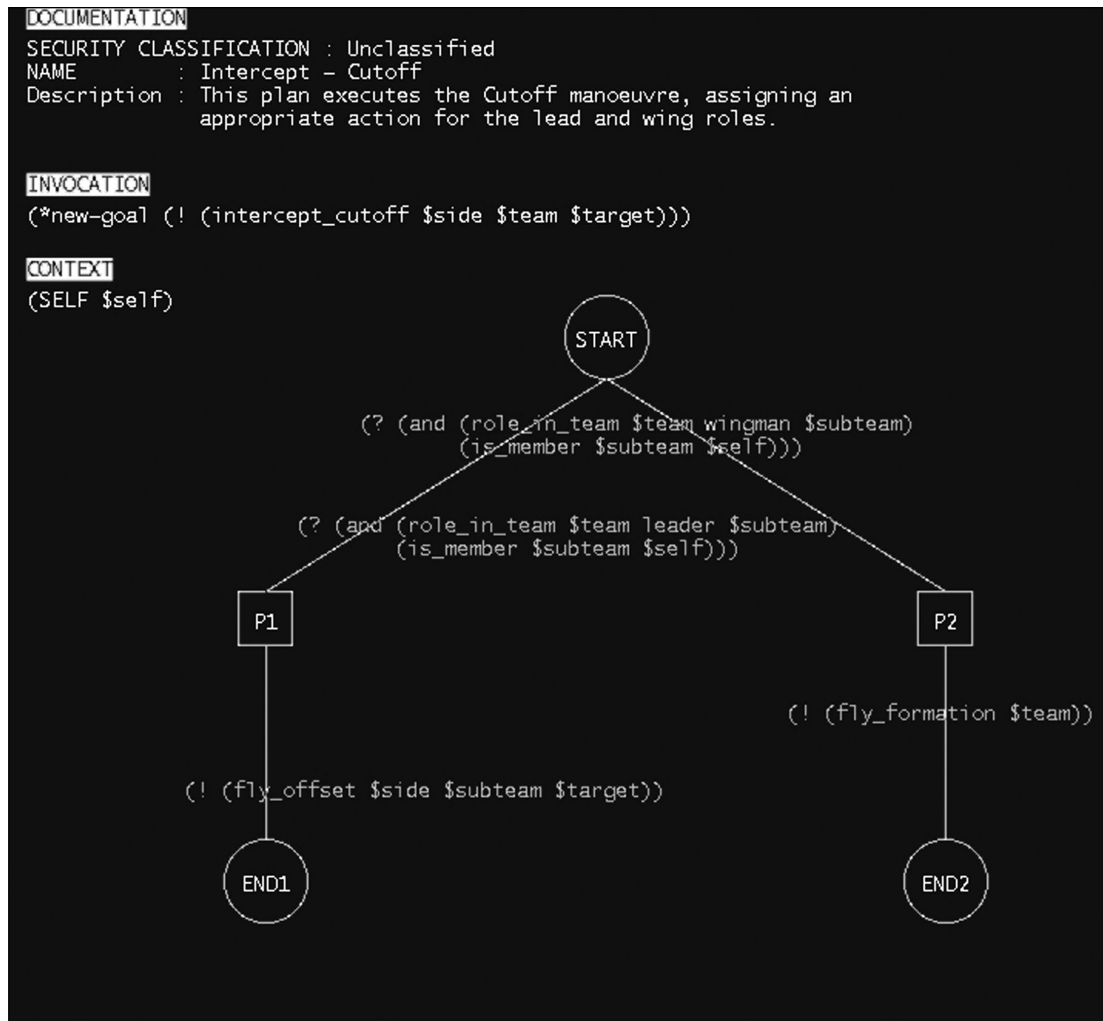 DOCUMENTATION
SECURITY CLASSIFICATION : Unclassified
NAME : Intercept – Cutoff
Description : This plan executes the Cutoff manoeuvre, assigning an
appropriate action for the lead and wing roles.
INVOCATION
(*new-goal (! (intercept_cutoff $side $team $target)))
CONTEXT
(SELF $self)
START
(? (and (role_in_team $team wingman $subteam)
(is_member $subteam $self)))
(? (and (role_in_team $team leader $subteam)
(is_member $subteam $self)))
P1
P2
(! (fly_formation $team))
(! (fly_offset $side $subteam $target))
END1
END2